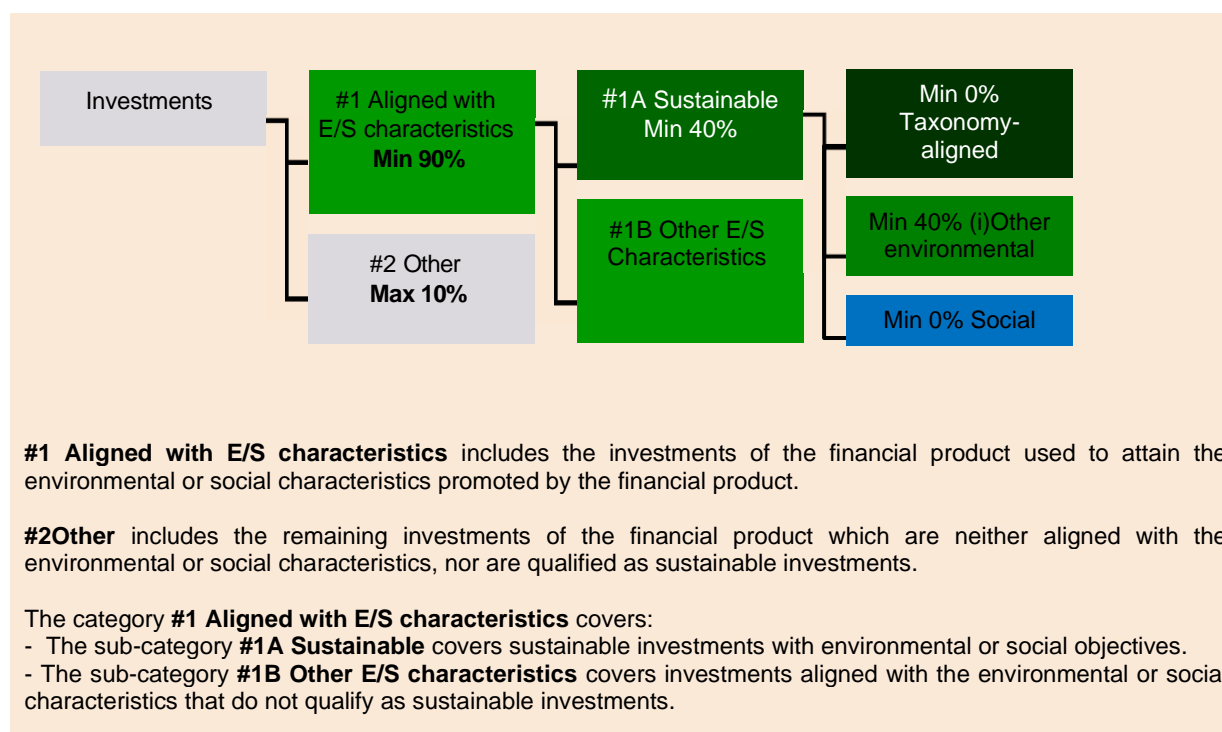 Investments
#1 Aligned with
E/S characteristics
Min 90%
#2 Other
Max 10%
#1A Sustainable
Min 40%
#1B Other E/S
Characteristics
Min 0%
Taxonomy-
aligned
Min 40% (i)Other
environmental
Min 0% Social
#1 Aligned with E/S characteristics includes the investments of the financial product used to attain the
environmental or social characteristics promoted by the financial product.
#2Other includes the remaining investments of the financial product which are neither aligned with the
environmental or social characteristics, nor are qualified as sustainable investments.
The category #1 Aligned with E/S characteristics covers:
- The sub-category #1A Sustainable covers sustainable investments with environmental or social objectives.
- The sub-category #1B Other E/S characteristics covers investments aligned with the environmental or social
characteristics that do not qualify as sustainable investments.